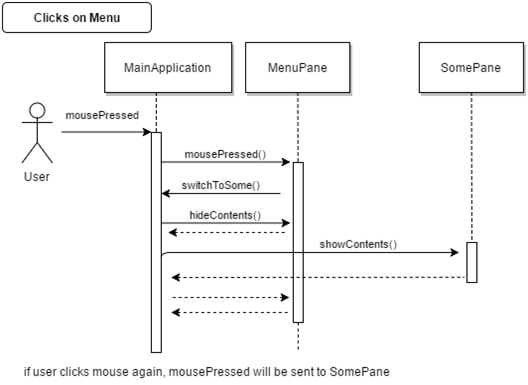 Clicks on Menu
MainApplication
MenuPane
SomePane
mousePressed
User
mousePressed()
switchToSome()
hideContents()
showContents()
if user clicks mouse again, mousePressed will be sent to SomePane